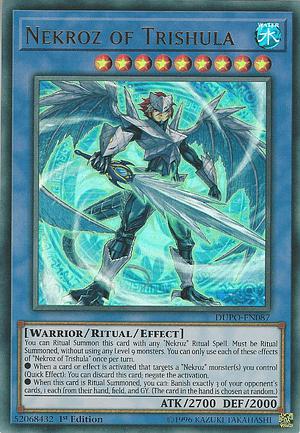 NEKROZ OF TRISHULA
WATER
水
DUPO-EN087
[WARRIOR/RITUAL/EFFECT]
You can Ritual Summon this card with any "Nekroz" Ritual Spell. Must be Ritual
Summoned, without using any Level 9 monsters. You can only use each of these effects
of "Nekroz of Trishula" once per turn.
● When a card or effect is activated that targets a "Nekroz" monster(s) you control
(Quick Effect): You can discard this card; negate the activation.
● When this card is Ritual Summoned, you can: Banish exactly 3 of your opponent's
cards, 1 each from their hand, field, and GY. (The card in the hand is chosen at random.)
ATK/2700 DEF/2000
52068432 1st Edition ©1996 KAZUKI TAKAHASHI